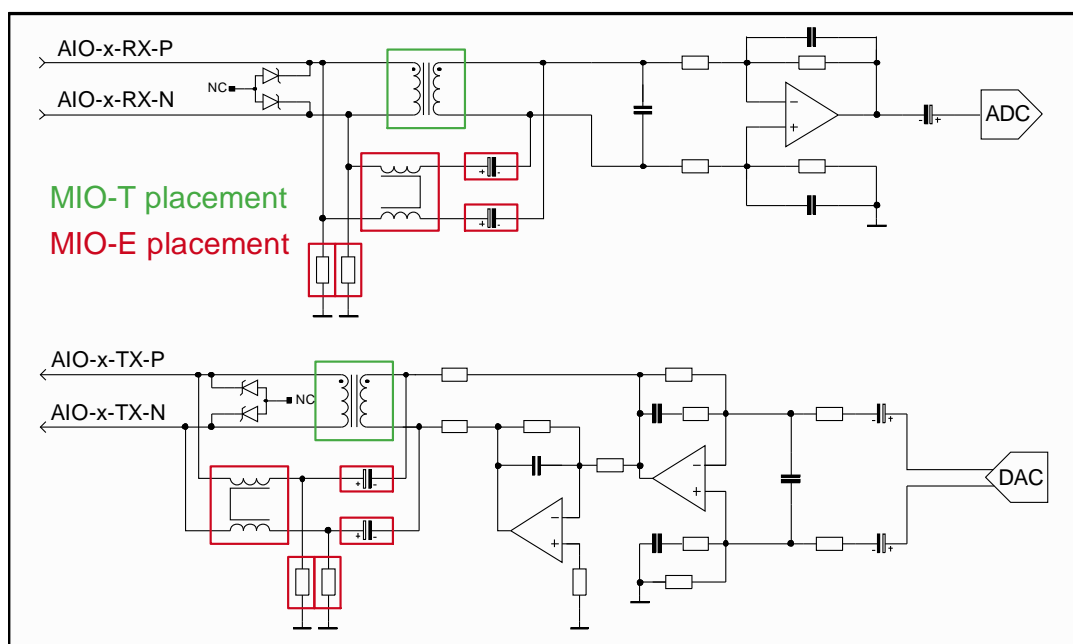 AIO-x-RX-P
NC
AIO-x-RX-N
ADC
MIO-T placement
MIO-E placement
AIO-x-TX-P
NC
AIO-x-TX-N
DAC